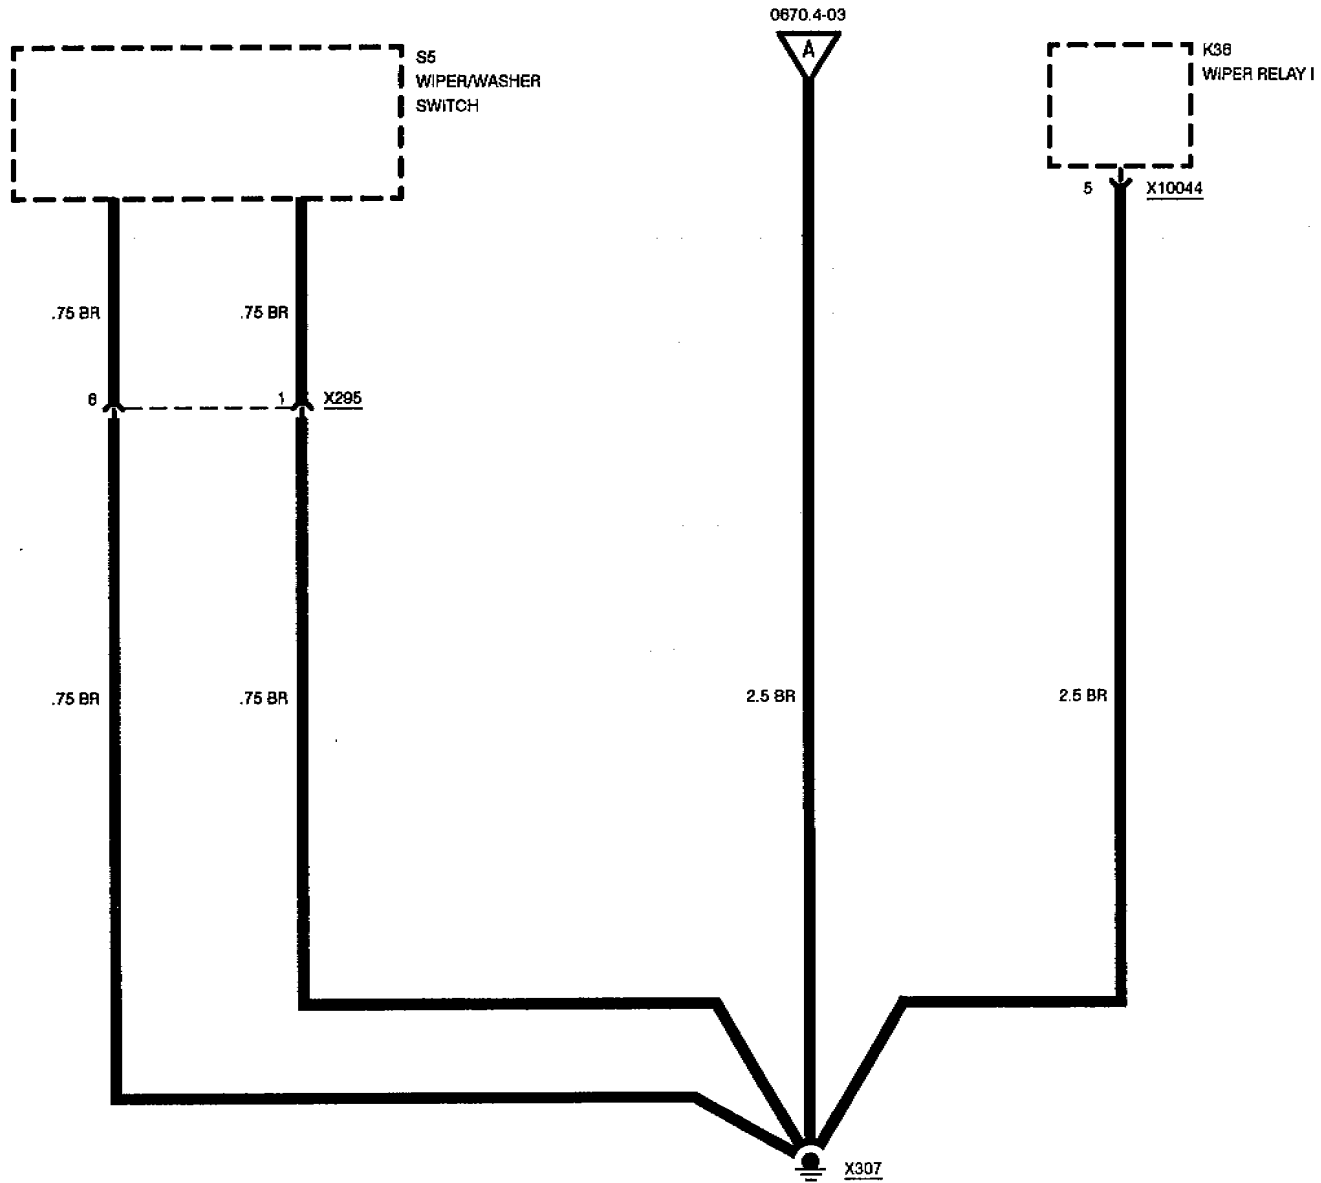 0670.4-03
A
S5
WIPER/WASHER
SWITCH
K36
WIPER RELAY I
5
X10044
.75 BR
.75 BR
6
1
X295
.75 BR
.75 BR
2.5 BR
2.5 BR
X307